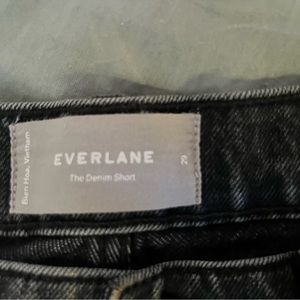 Bien Hoa, Vietnam
EVERLANE
The Denim Short
29